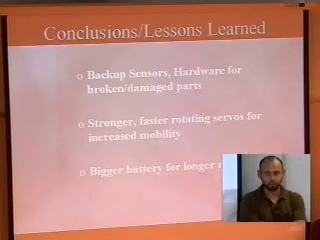 Conclusions/Lessons Learned
o Backup Sensors, Hardware for
broken/damaged parts
o Stronger, faster rotating servos for
increased mobility
o Bigger battery for longer